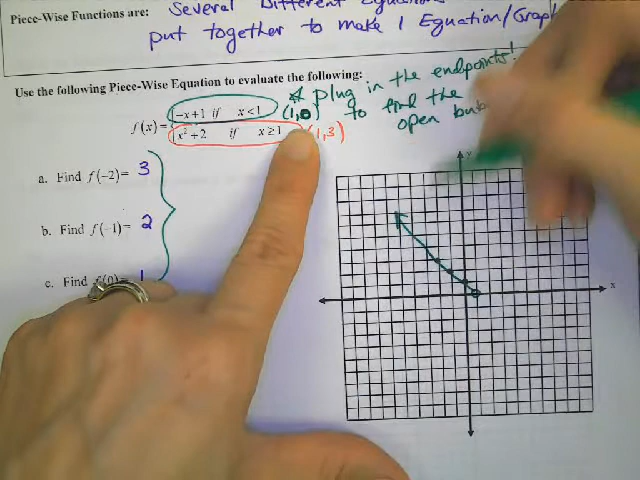 Piece-Wise Functions are: Several Different
put together to make 1 Equation/Graph
Use the following Piece-Wise Equation to evaluate the following:
* plug in the endpoints!
to find the
open
f(x)= -x+1 if x<1 (1,0)
x²+2 if x≥1 (1,3)
a. Find f(-2)= 3
b. Find f(-1)= 2
c. Find f(0)= 1
y
x